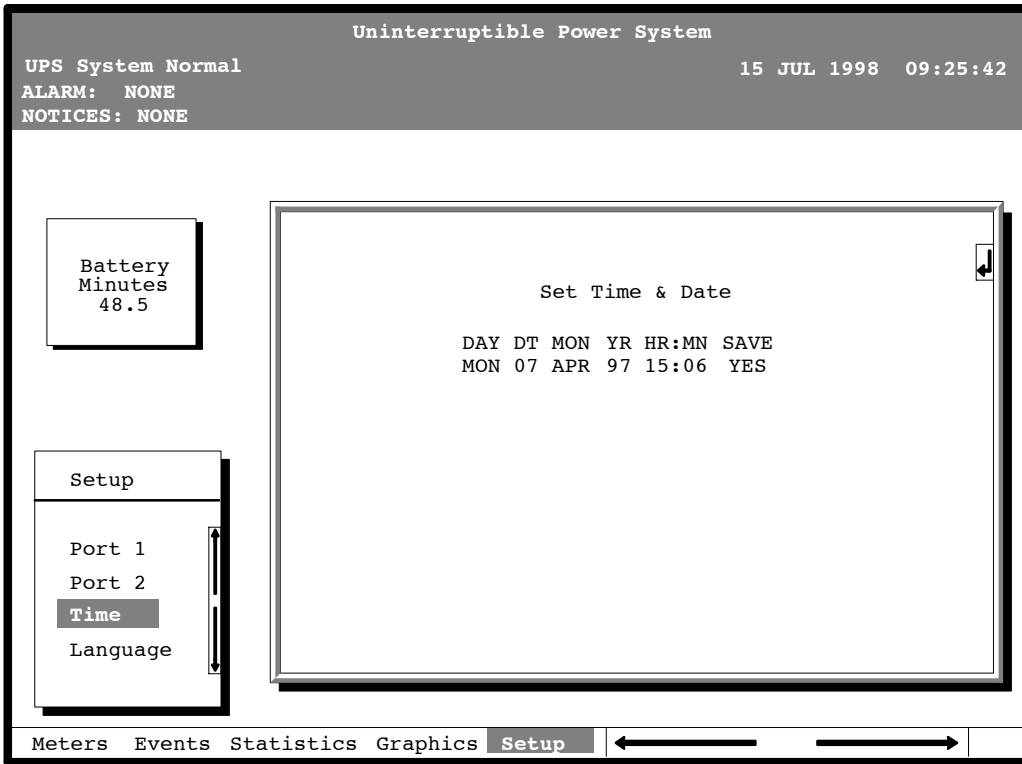 Uninterruptible Power System
UPS System Normal
15 JUL 1998 09:25:42
ALARM: NONE
NOTICES: NONE
Battery
Minutes
48.5
Set Time & Date
DAY DT MON YR HR:MN SAVE
MON 07 APR 97 15:06 YES
Setup
Port 1
Port 2
Time
Language
Meters Events Statistics Graphics Setup